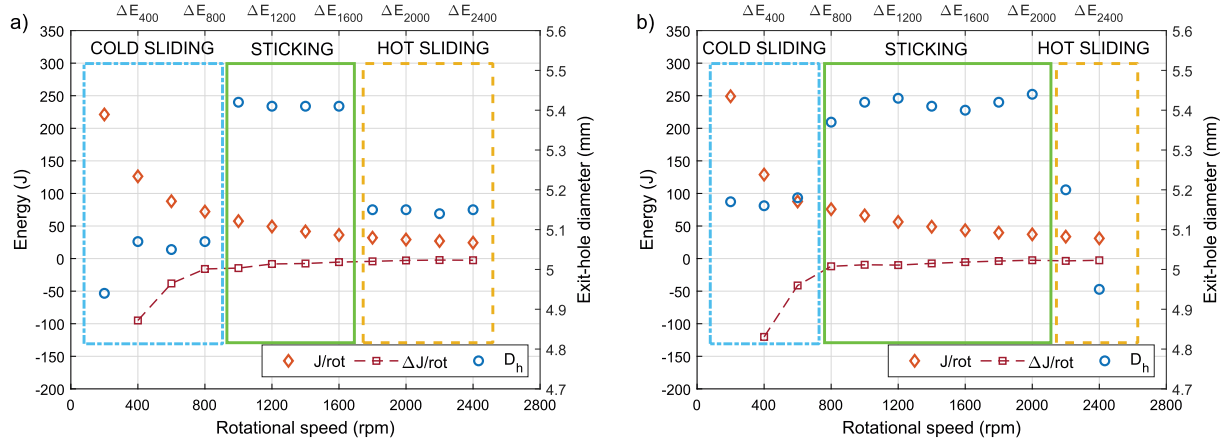 ΔE400 ΔE800 ΔE1200 ΔE1600 ΔE2000 ΔE2400
a)
COLD SLIDING STICKING HOT SLIDING
350
300
250
200
150
100
50
0
-50
-100
-150
-200
Energy (J)
5.6
5.5
5.4
5.3
5.2
5.1
5
4.9
4.8
4.7
Exit-hole diameter (mm)
J/rot ΔJ/rot Dh
0 400 800 1200 1600 2000 2400 2800
Rotational speed (rpm)
ΔE400 ΔE800 ΔE1200 ΔE1600 ΔE2000 ΔE2400
b)
COLD SLIDING STICKING HOT SLIDING
350
300
250
200
150
100
50
0
-50
-100
-150
-200
Energy (J)
5.6
5.5
5.4
5.3
5.2
5.1
5
4.9
4.8
4.7
Exit-hole diameter (mm)
J/rot ΔJ/rot Dh
0 400 800 1200 1600 2000 2400 2800
Rotational speed (rpm)